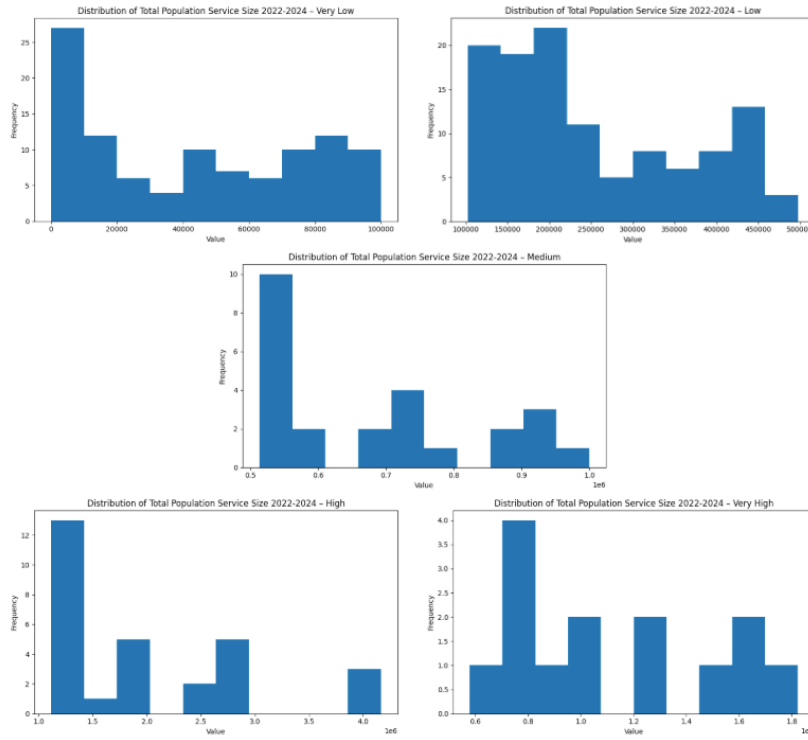 Distribution of Total Population Service Size 2022-2024 – Very Low
Frequency
25
20
15
10
5
0
0 20000 40000 60000 80000 100000
Value
Distribution of Total Population Service Size 2022-2024 – Low
Frequency
20
15
10
5
0
100000 150000 200000 250000 300000 350000 400000 450000
Value
Distribution of Total Population Service Size 2022-2024 – Medium
Frequency
10
8
6
4
2
0
0.5 0.6 0.7 0.8 0.9 1.0
1e6
Value
Distribution of Total Population Service Size 2022-2024 – High
Frequency
12
10
8
6
4
2
0
1.0 1.5 2.0 2.5 3.0 3.5 4.0
1e6
Value
Distribution of Total Population Service Size 2022-2024 – Very High
Frequency
4.0
3.5
3.0
2.5
2.0
1.5
1.0
0.5
0.0
0.6 0.8 1.0 1.2 1.4 1.6 1.8
Value